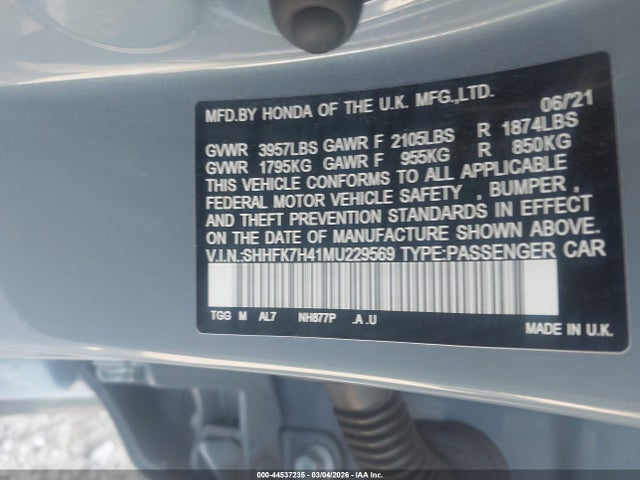 MFD.BY HONDA OF THE U.K. MFG.,LTD. 06/'21
GVWR 3957LBS GAWR F 2105LBS R 1874LBS
GVWR 1795KG GAWR F 955KG R 850KG
THIS VEHICLE CONFORMS TO ALL APPLICABLE
FEDERAL MOTOR VEHICLE SAFETY , BUMPER ,
AND THEFT PREVENTION STANDARDS IN EFFECT
ON THE DATE OF MANUFACTURE SHOWN ABOVE.
V.I.N.:SHHFK7H41MU229569 TYPE:PASSENGER CAR
TGG M AL7 NH877P .A .U
MADE IN U.K.
000-44537235 - 03/04/2026 - IAA Inc.